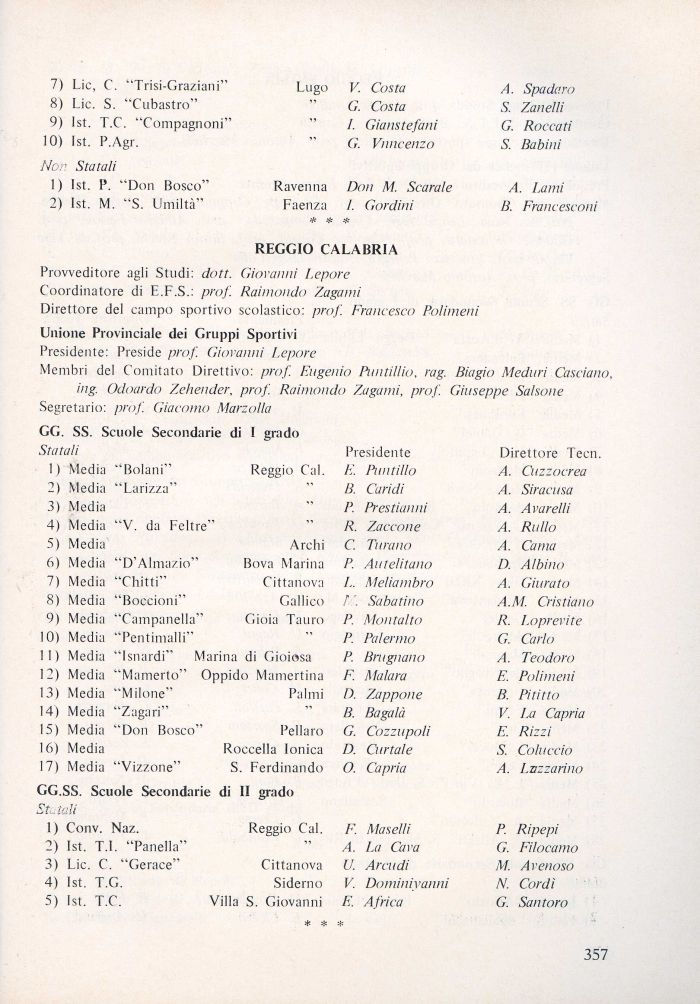 7) Lic, C. “Trisi-Graziani” Lugo V. Costa A. Spadaro
8) Lic. S. “Cubastro” ” G. Costa S. Zanelli
9) Ist. T.C. “Compagnoni” ” I. Gianstefani G. Roccati
10) Ist. P.Agr. ” G. Vnncenzo S. Babini
Non Statali
1) Ist. P. “Don Bosco” Ravenna Don M. Scarale A. Lami
2) Ist. M. “S. Umiltà” Faenza I. Gordini B. Francesconi
* * *
REGGIO CALABRIA
Provveditore agli Studi: dott. Giovanni Lepore
Coordinatore di E.F.S.: prof. Raimondo Zagami
Direttore del campo sportivo scolastico: prof. Francesco Polimeni
Unione Provinciale dei Gruppi Sportivi
Presidente: Preside prof. Giovanni Lepore
Membri del Comitato Direttivo: prof. Eugenio Puntillio, rag. Biagio Meduri Casciano,
ing. Odoardo Zehender, prof. Raimondo Zagami, prof. Giuseppe Salsone
Segretario: prof. Giacomo Marzolla
GG. SS. Scuole Secondarie di I grado
Statali Presidente Direttore Tecn.
1) Media “Bolani” Reggio Cal. E. Puntillo A. Cuzzocrea
2) Media “Larizza” ” B. Caridi A. Siracusa
3) Media ” P. Prestianni A. Avarelli
4) Media “V. da Feltre” ” R. Zaccone A. Rullo
5) Media Archi C. Turano A. Cama
6) Media “D’Almazio” Bova Marina P. Autelitano D. Albino
7) Media “Chitti” Cittanova L. Meliambro A. Giurato
8) Media “Boccioni” Gallico M. Sabatino A.M. Cristiano
9) Media “Campanella” Gioia Tauro P. Montalto R. Loprevite
10) Media “Pentimalli” ” P. Palermo G. Carlo
11) Media “Isnardi” Marina di Gioiosa P. Brugnano A. Teodoro
12) Media “Mamerto” Oppido Mamertina F. Malara E. Polimeni
13) Media “Milone” Palmi D. Zappone B. Pititto
14) Media “Zagari” ” B. Bagalà V. La Capria
15) Media “Don Bosco” Pellaro G. Cozzupoli E. Rizzi
16) Media Roccella Ionica D. Curtale S. Coluccio
17) Media “Vizzone” S. Ferdinando O. Capria A. Lazzarino
GG.SS. Scuole Secondarie di II grado
Statali
1) Conv. Naz. Reggio Cal. F. Maselli P. Ripepi
2) Ist. T.I. “Panella” ” A. La Cava G. Filocamo
3) Lic. C. “Gerace” Cittanova U. Arcudi M. Avenoso
4) Ist. T.G. Siderno V. Dominiyanni N. Cordì
5) Ist. T.C. Villa S. Giovanni E. Africa G. Santoro
* * *
357